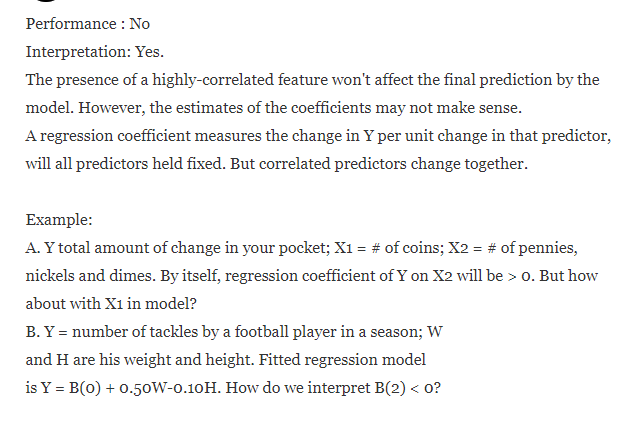 Performance : No
Interpretation: Yes.
The presence of a highly-correlated feature won't affect the final prediction by the
model. However, the estimates of the coefficients may not make sense.
A regression coefficient measures the change in Y per unit change in that predictor,
will all predictors held fixed. But correlated predictors change together.
Example:
A. Y total amount of change in your pocket; X1 = # of coins; X2 = # of pennies,
nickels and dimes. By itself, regression coefficient of Y on X2 will be > 0. But how
about with X1 in model?
B. Y = number of tackles by a football player in a season; W
and H are his weight and height. Fitted regression model
is Y = B(0) + 0.50W-0.10H. How do we interpret B(2) < 0?